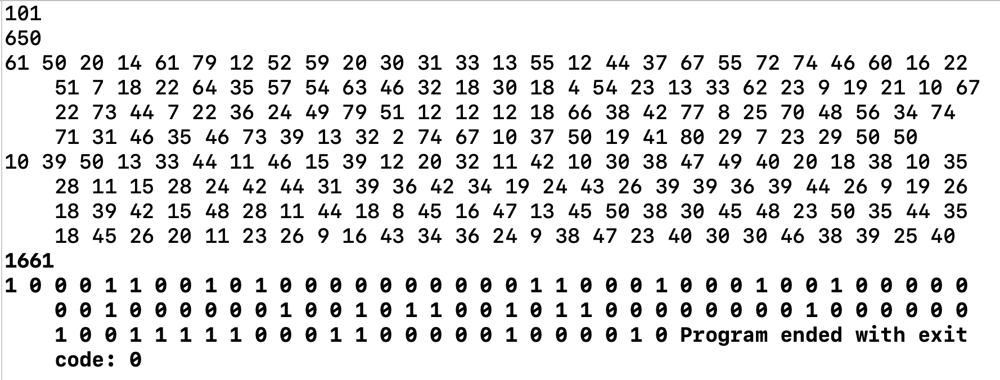 101
650
61 50 20 14 61 79 12 52 59 20 30 31 33 13 55 12 44 37 67 55 72 74 46 60 16 22
51 7 18 22 64 35 57 54 63 46 32 18 30 18 4 54 23 13 33 62 23 9 19 21 10 67
22 73 44 7 22 36 24 49 79 51 12 12 12 18 66 38 42 77 8 25 70 48 56 34 74
71 31 46 35 46 73 39 13 32 2 74 67 10 37 50 19 41 80 29 7 23 29 50 50
10 39 50 13 33 44 11 46 15 39 12 20 32 11 42 10 30 38 47 49 40 20 18 38 10 35
28 11 15 28 24 42 44 31 39 36 42 34 19 24 43 26 39 39 36 39 44 26 9 19 26
18 39 42 15 48 28 11 44 18 8 45 16 47 13 45 50 38 30 45 48 23 50 35 44 35
18 45 26 20 11 23 26 9 16 43 34 36 24 9 38 47 23 40 30 30 46 38 39 25 40
1661
1 0 0 0 1 1 0 0 1 0 1 0 0 0 0 0 0 0 0 0 0 1 1 0 0 0 1 0 0 0 1 0 0 1 0 0 0 0 0
0 0 1 0 0 0 0 0 0 1 0 0 1 0 1 1 0 0 1 0 1 1 0 0 0 0 0 0 0 0 1 0 0 0 0 0 0
1 0 0 1 1 1 1 1 0 0 0 1 1 0 0 0 0 0 1 0 0 0 0 1 0 Program ended with exit
code: 0